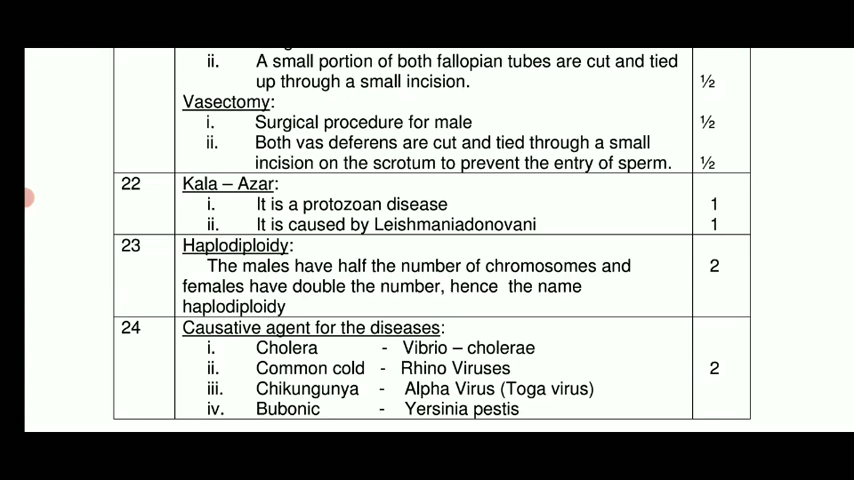 ii. A small portion of both fallopian tubes are cut and tied
up through a small incision. ½
Vasectomy:
i. Surgical procedure for male ½
ii. Both vas deferens are cut and tied through a small
incision on the scrotum to prevent the entry of sperm. ½
22 Kala – Azar:
i. It is a protozoan disease 1
ii. It is caused by Leishmaniadonovani 1
23 Haplodiploidy:
The males have half the number of chromosomes and 2
females have double the number, hence the name
haplodiploidy
24 Causative agent for the diseases:
i. Cholera - Vibrio – cholerae
ii. Common cold - Rhino Viruses 2
iii. Chikungunya - Alpha Virus (Toga virus)
iv. Bubonic - Yersinia pestis